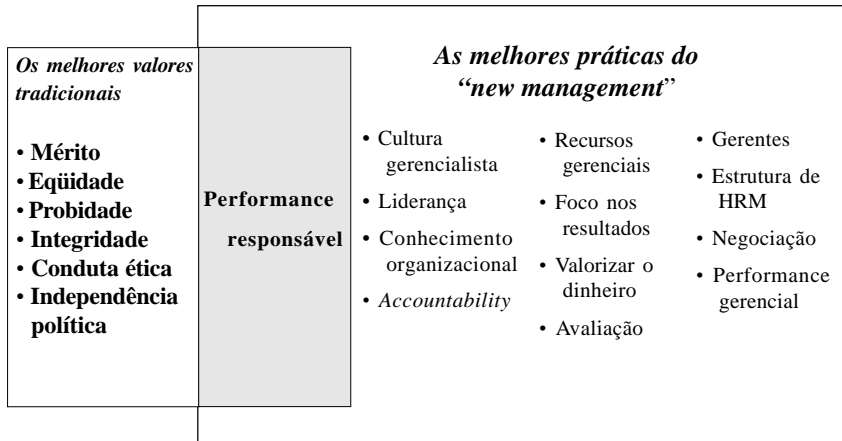 Os melhores valores
tradicionais
• Mérito
• Eqüidade
• Probidade
• Integridade
• Conduta ética
• Independência
política
Performance
responsável
As melhores práticas do
“new management”
• Cultura
gerencialista
• Liderança
• Conhecimento
organizacional
• Accountability
• Recursos
gerenciais
• Foco nos
resultados
• Valorizar o
dinheiro
• Avaliação
• Gerentes
• Estrutura de
HRM
• Negociação
• Performance
gerencial